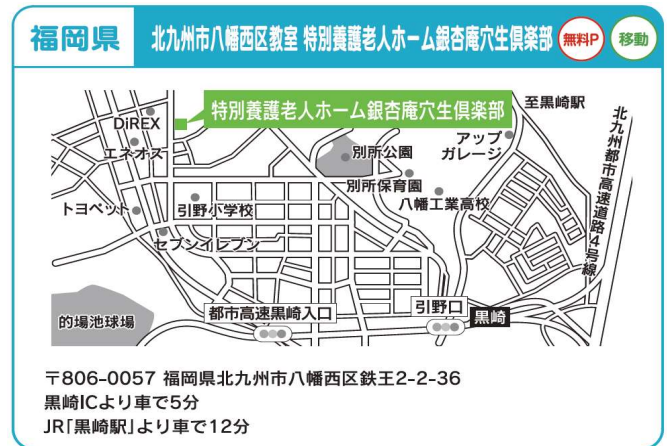 福岡県
北九州市八幡西区教室 特別養護老人ホーム銀杏庵穴生倶楽部
無料P
移動
特別養護老人ホーム銀杏庵穴生倶楽部
至黒崎駅
DiREX
エネオス
アップ
ガレージ
別所公園
別所保育園
八幡工業高校
北九州都市高速道路4号線
トヨペット
引野小学校
セブンイレブン
的場池球場
都市高速黒崎入口
引野口
黒崎
〒806-0057 福岡県北九州市八幡西区鉄王2-2-36
黒崎ICより車で5分
JR「黒崎駅」より車で12分